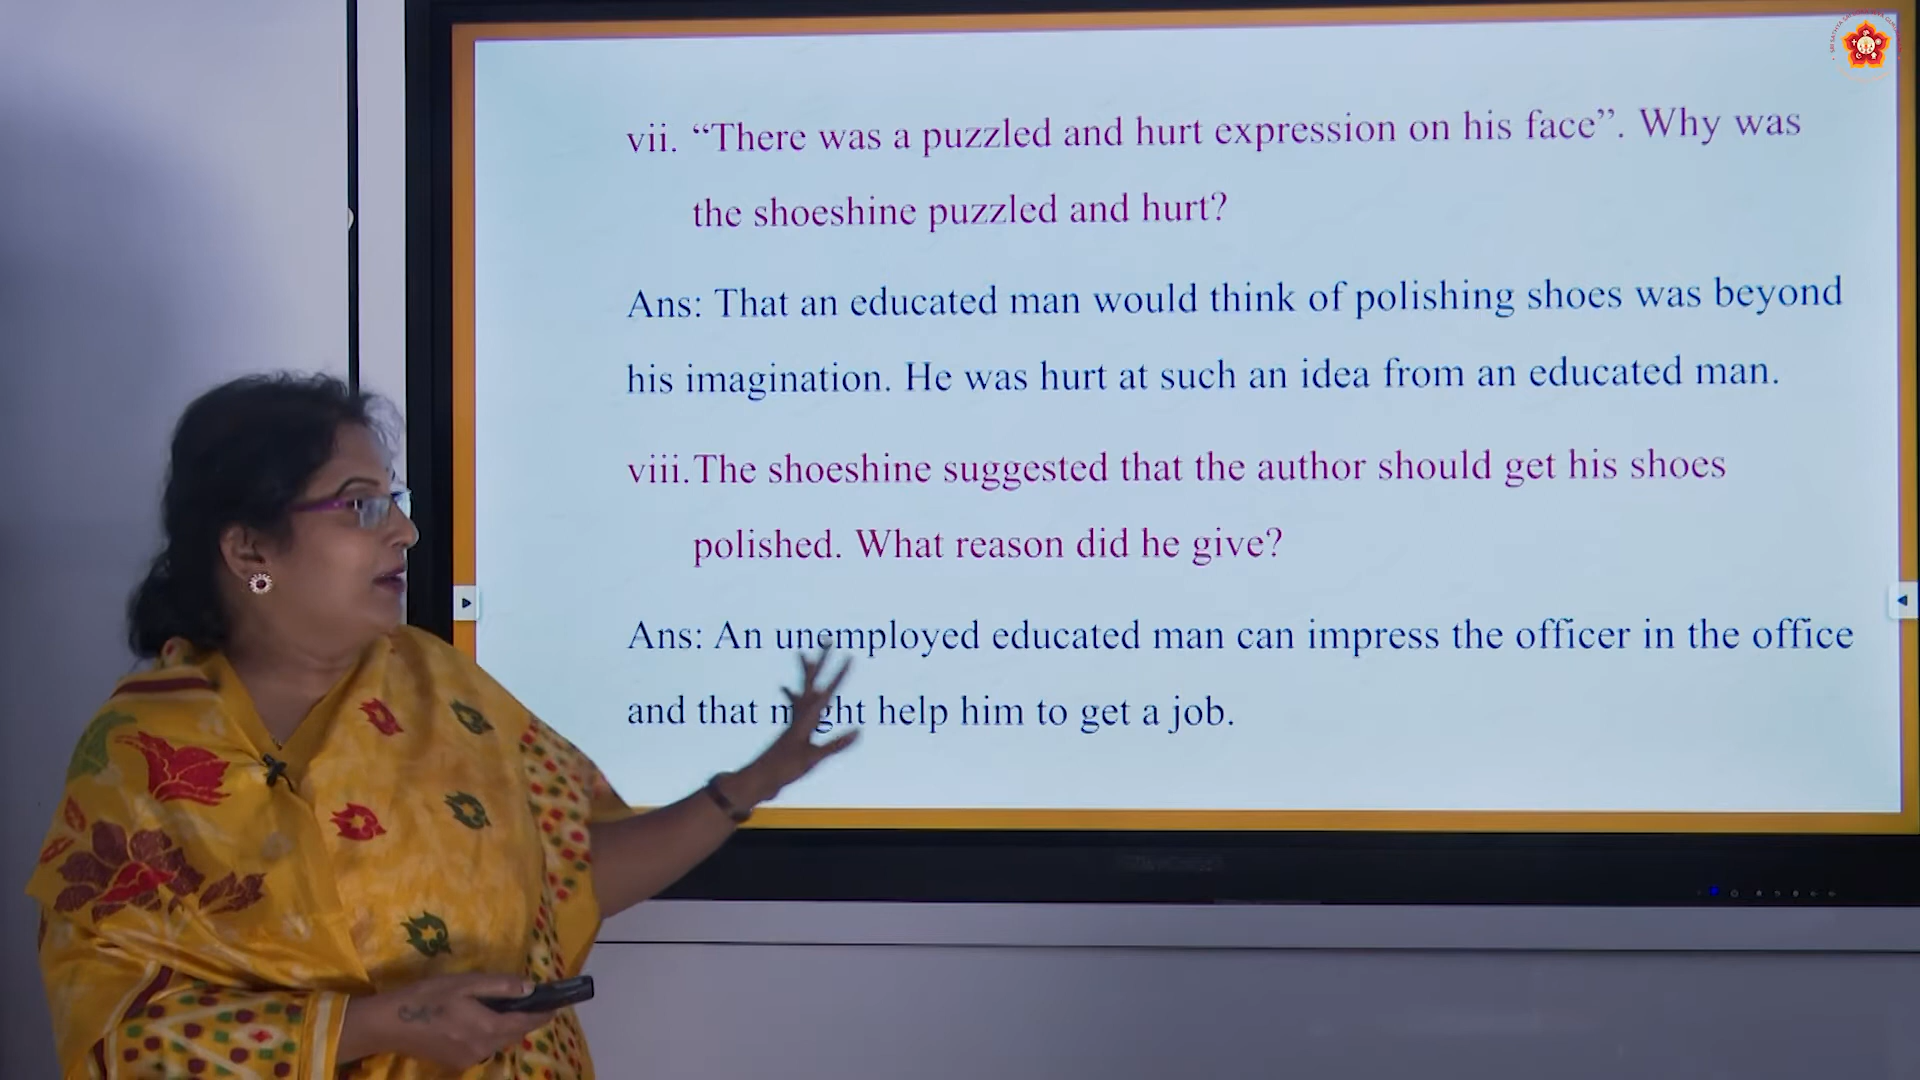 vii. “There was a puzzled and hurt expression on his face”. Why was
the shoeshine puzzled and hurt?
Ans: That an educated man would think of polishing shoes was beyond
his imagination. He was hurt at such an idea from an educated man.
viii. The shoeshine suggested that the author should get his shoes
polished. What reason did he give?
Ans: An unemployed educated man can impress the officer in the office
and that might help him to get a job.